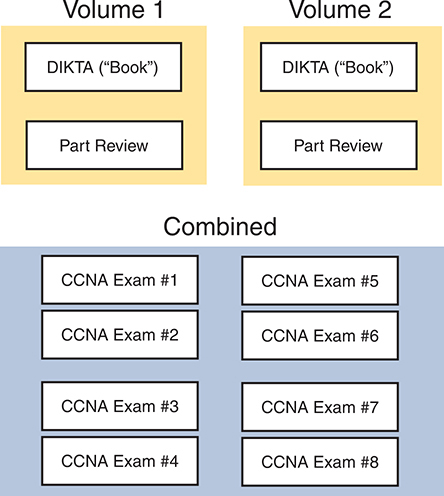 Volume 1
Volume 2
DIKTA (“Book”)
DIKTA (“Book”)
Part Review
Part Review
Combined
CCNA Exam #1
CCNA Exam #5
CCNA Exam #2
CCNA Exam #6
CCNA Exam #3
CCNA Exam #7
CCNA Exam #4
CCNA Exam #8